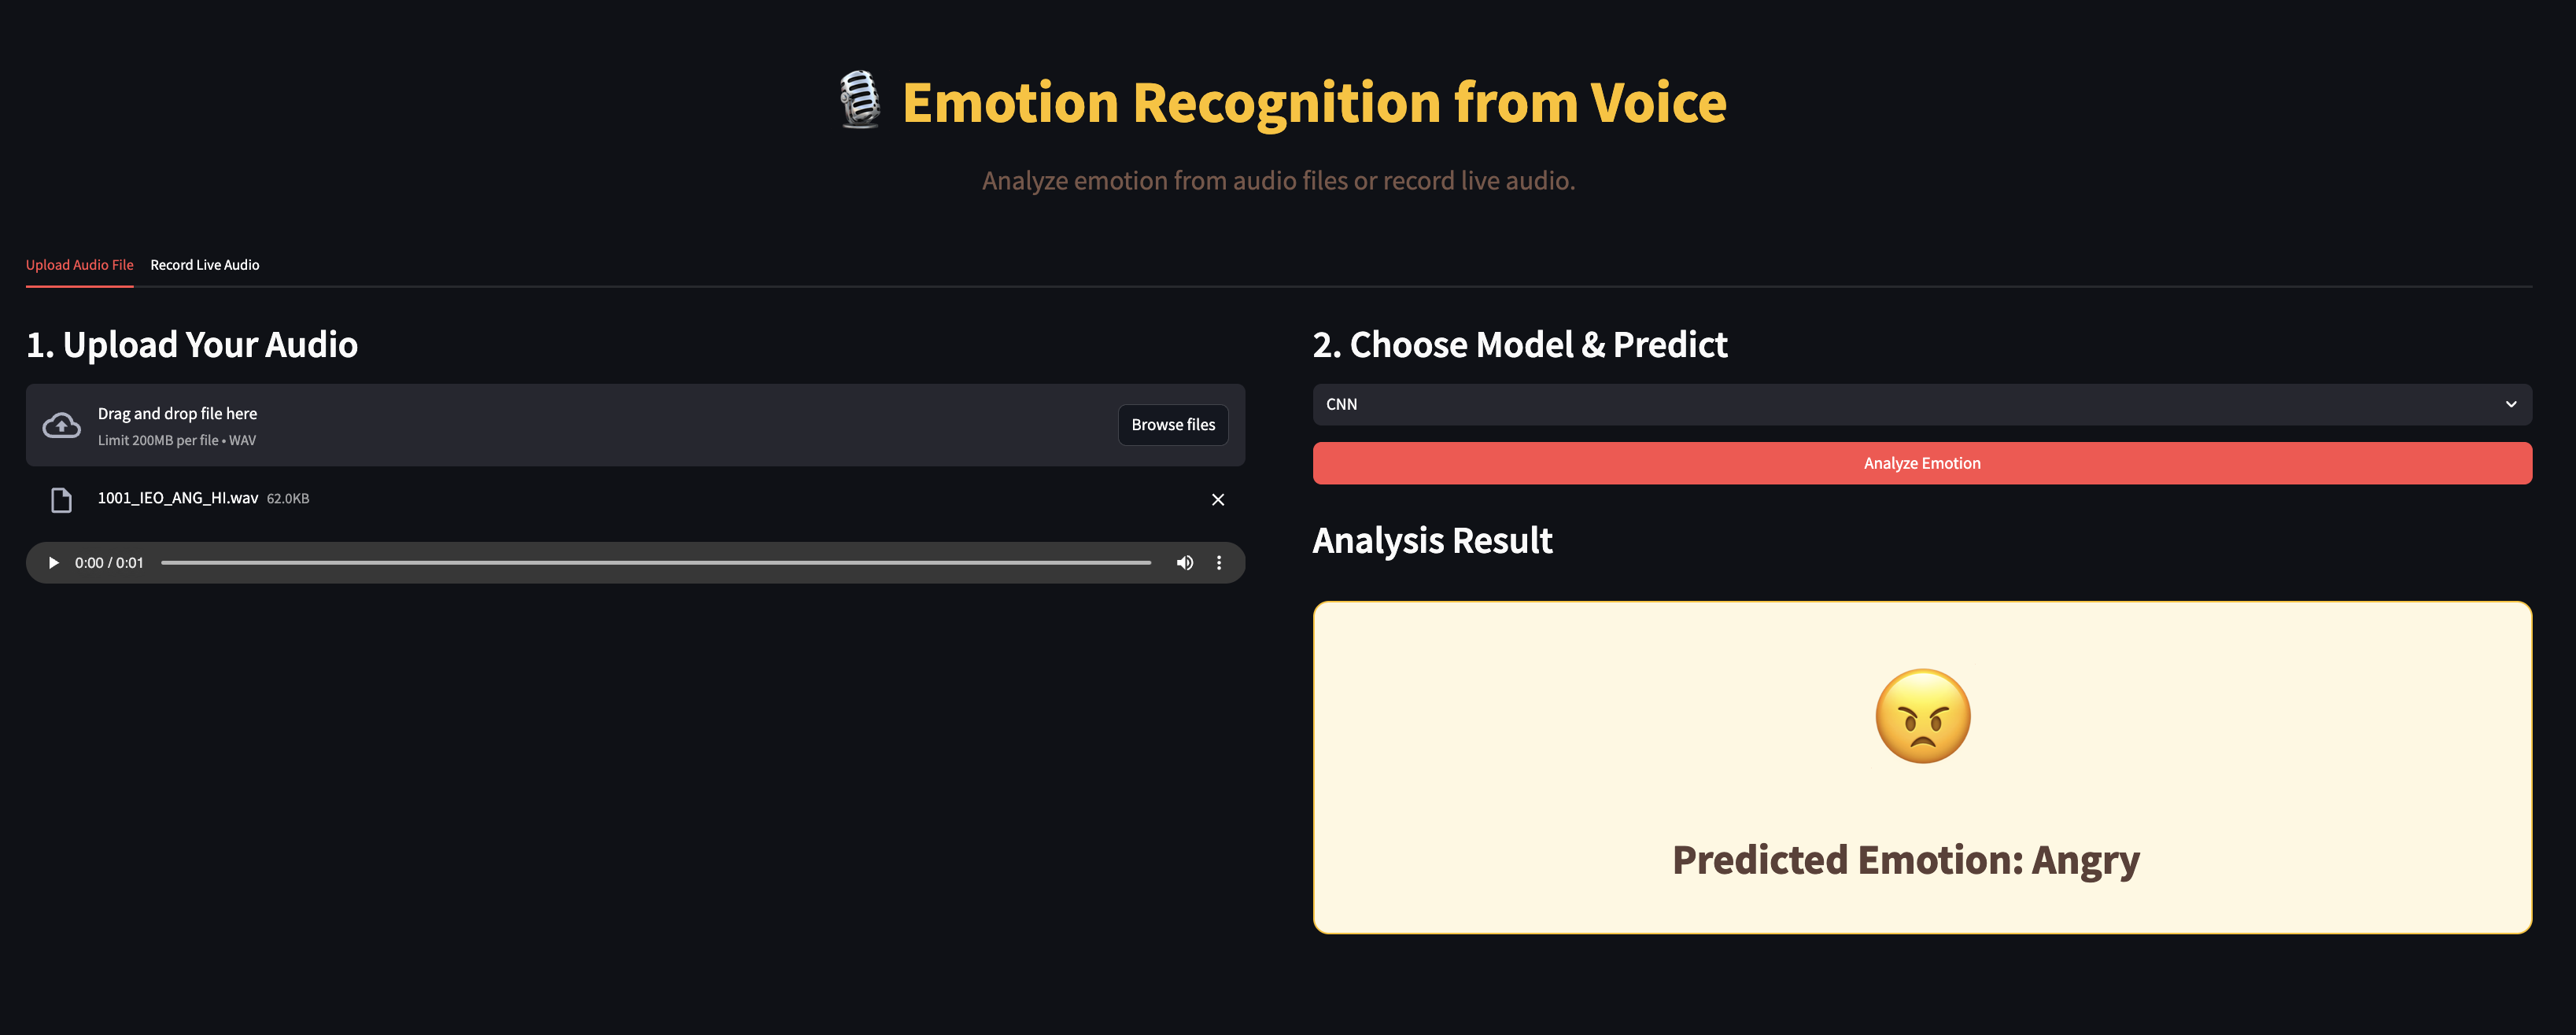 Emotion Recognition from Voice
Analyze emotion from audio files or record live audio.
Upload Audio File
Record Live Audio
1. Upload Your Audio
Drag and drop file here
Limit 200MB per file • WAV
Browse files
1001_IEO_ANG_HI.wav 62.0KB
0:00 / 0:01
2. Choose Model & Predict
CNN
Analyze Emotion
Analysis Result
Predicted Emotion: Angry